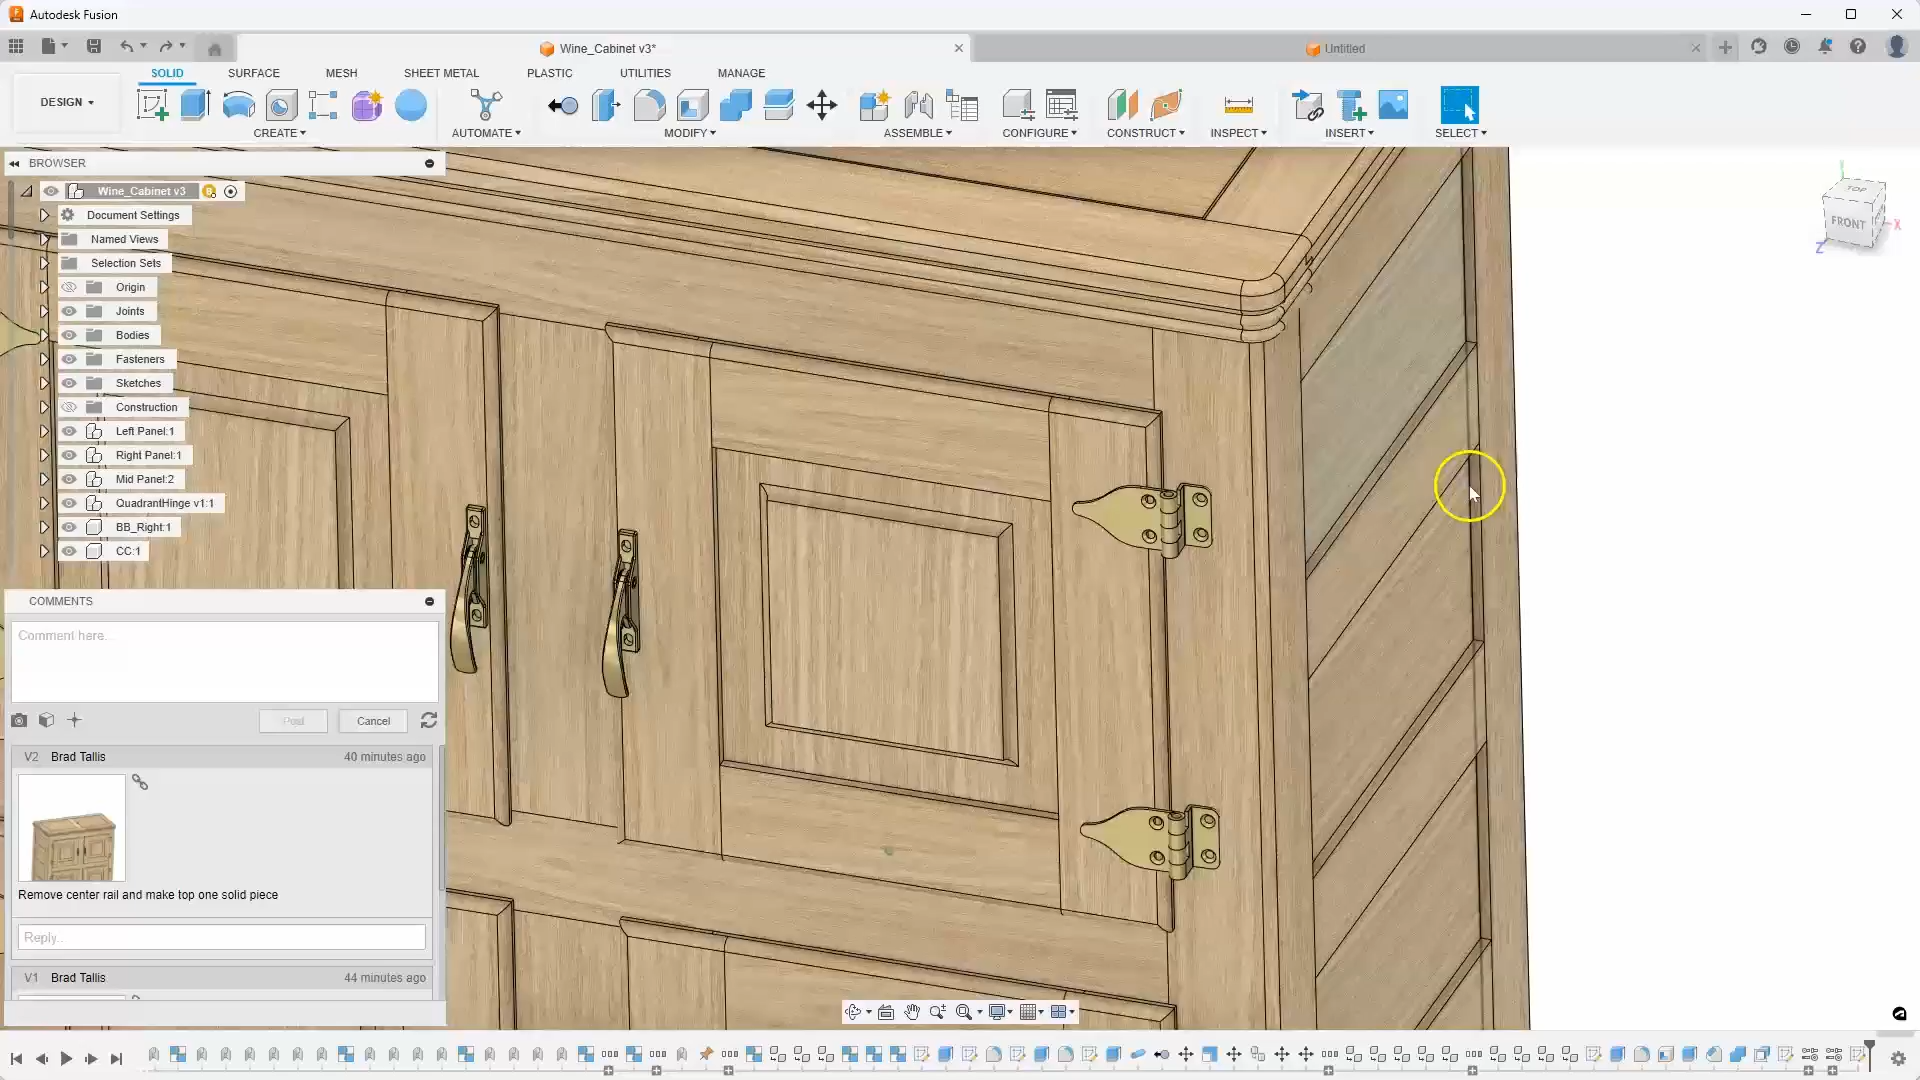 Autodesk Fusion
Wine_Cabinet v3*
Untitled
DESIGN
SOLID
SURFACE
MESH
SHEET METAL
PLASTIC
UTILITIES
MANAGE
CREATE
AUTOMATE
MODIFY
ASSEMBLE
CONFIGURE
CONSTRUCT
INSPECT
INSERT
SELECT
BROWSER
Wine_Cabinet v3
Document Settings
Named Views
Selection Sets
Origin
Joints
Bodies
Fasteners
Sketches
Construction
Left Panel:1
Right Panel:1
Mid Panel:2
QuadrantHinge v1:1
BB_Right:1
CC:1
TOP
FRONT
X
Y
Z
COMMENTS
Comment here...
Post
Cancel
V2 Brad Tallis 40 minutes ago
Remove center rail and make top one solid piece
Reply..
V1 Brad Tallis 44 minutes ago